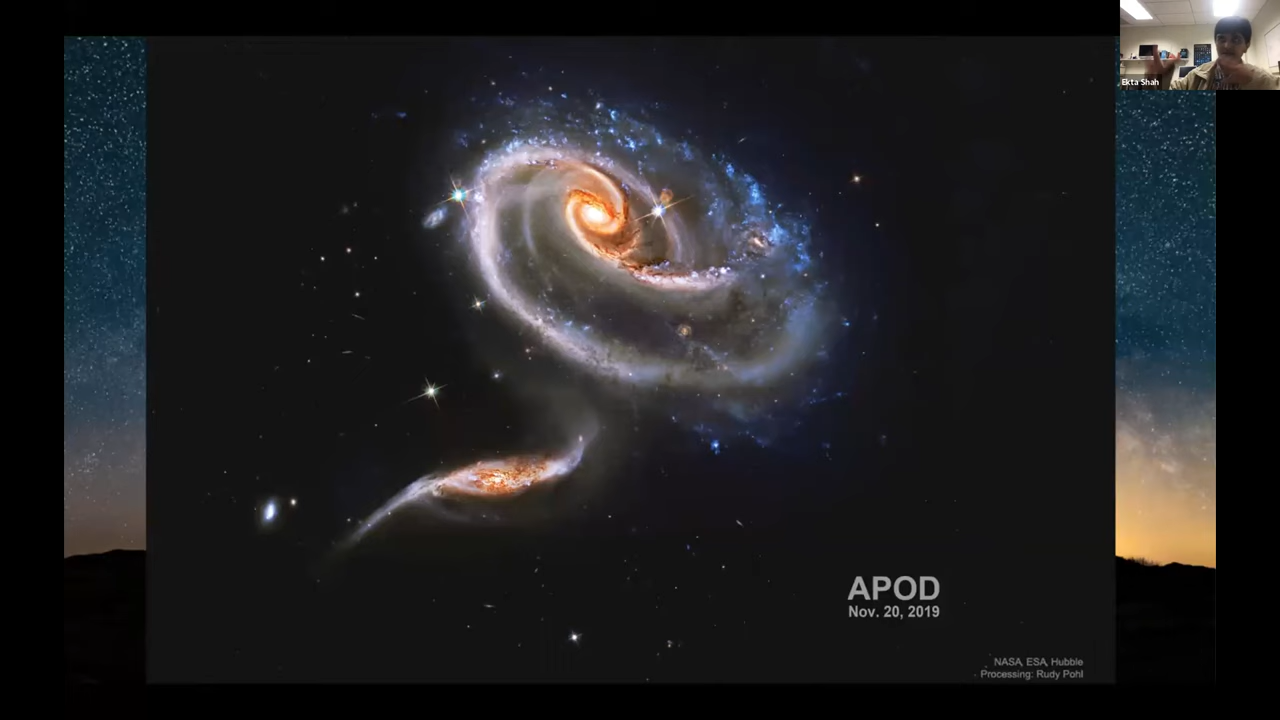 Ekta Shah
APOD
Nov. 20, 2019
NASA, ESA, Hubble
Processing: Rudy Pohl